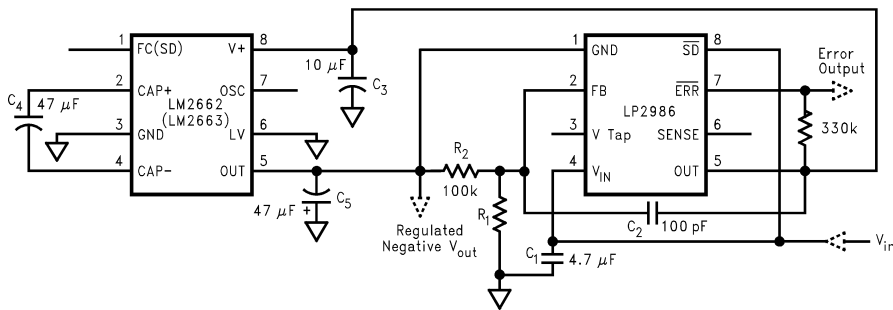 1
FC(SD)
V+
8
2
CAP+
OSC
7
LM2662
(LM2663)
3
GND
LV
6
4
CAP-
OUT
5
C4
47 μF
10 μF
C3
47 μF +
C5
Regulated
Negative Vout
R2
100k
R1
1
GND
SD
8
2
FB
ERR
7
LP2986
3
V Tap
SENSE
6
4
VIN
OUT
5
Error
Output
330k
C2
100 pF
C1
4.7 μF
Vin